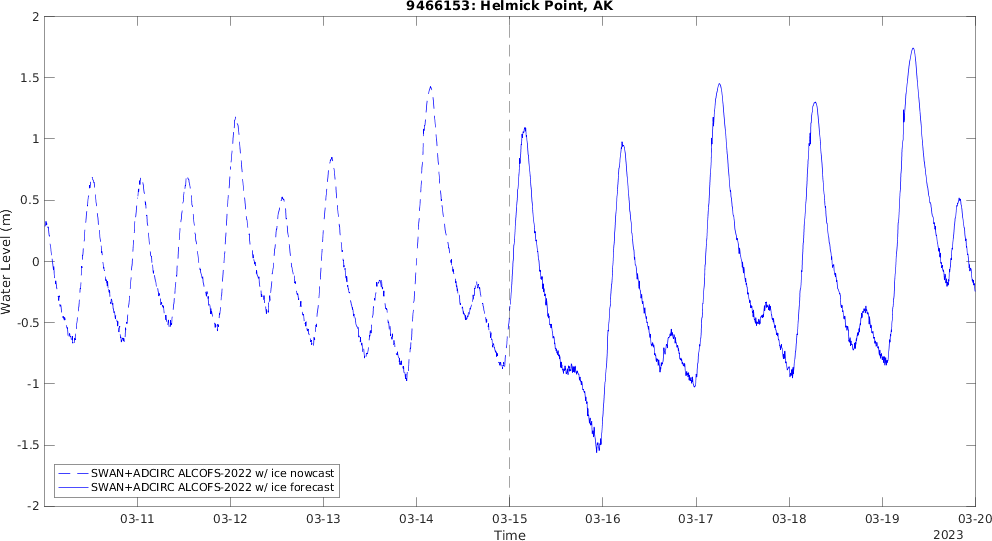 9466153: Helmick Point, AK
2
1.5
1
0.5
0
-0.5
-1
-1.5
-2
Water Level (m)
SWAN+ADCIRC ALCOFS-2022 w/ ice nowcast
SWAN+ADCIRC ALCOFS-2022 w/ ice forecast
03-11 03-12 03-13 03-14 03-15 03-16 03-17 03-18 03-19 03-20
Time
2023